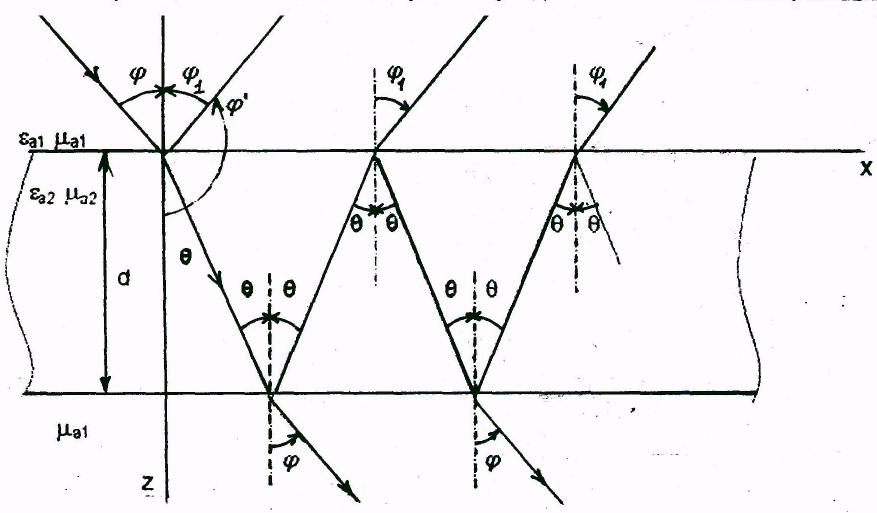 φ φ₁ φ' φ₁ φ₁
εa1 μa1
x
εa2 μa2
θ θ θ θ
θ
d θ θ θ θ
μa1
φ φ
z